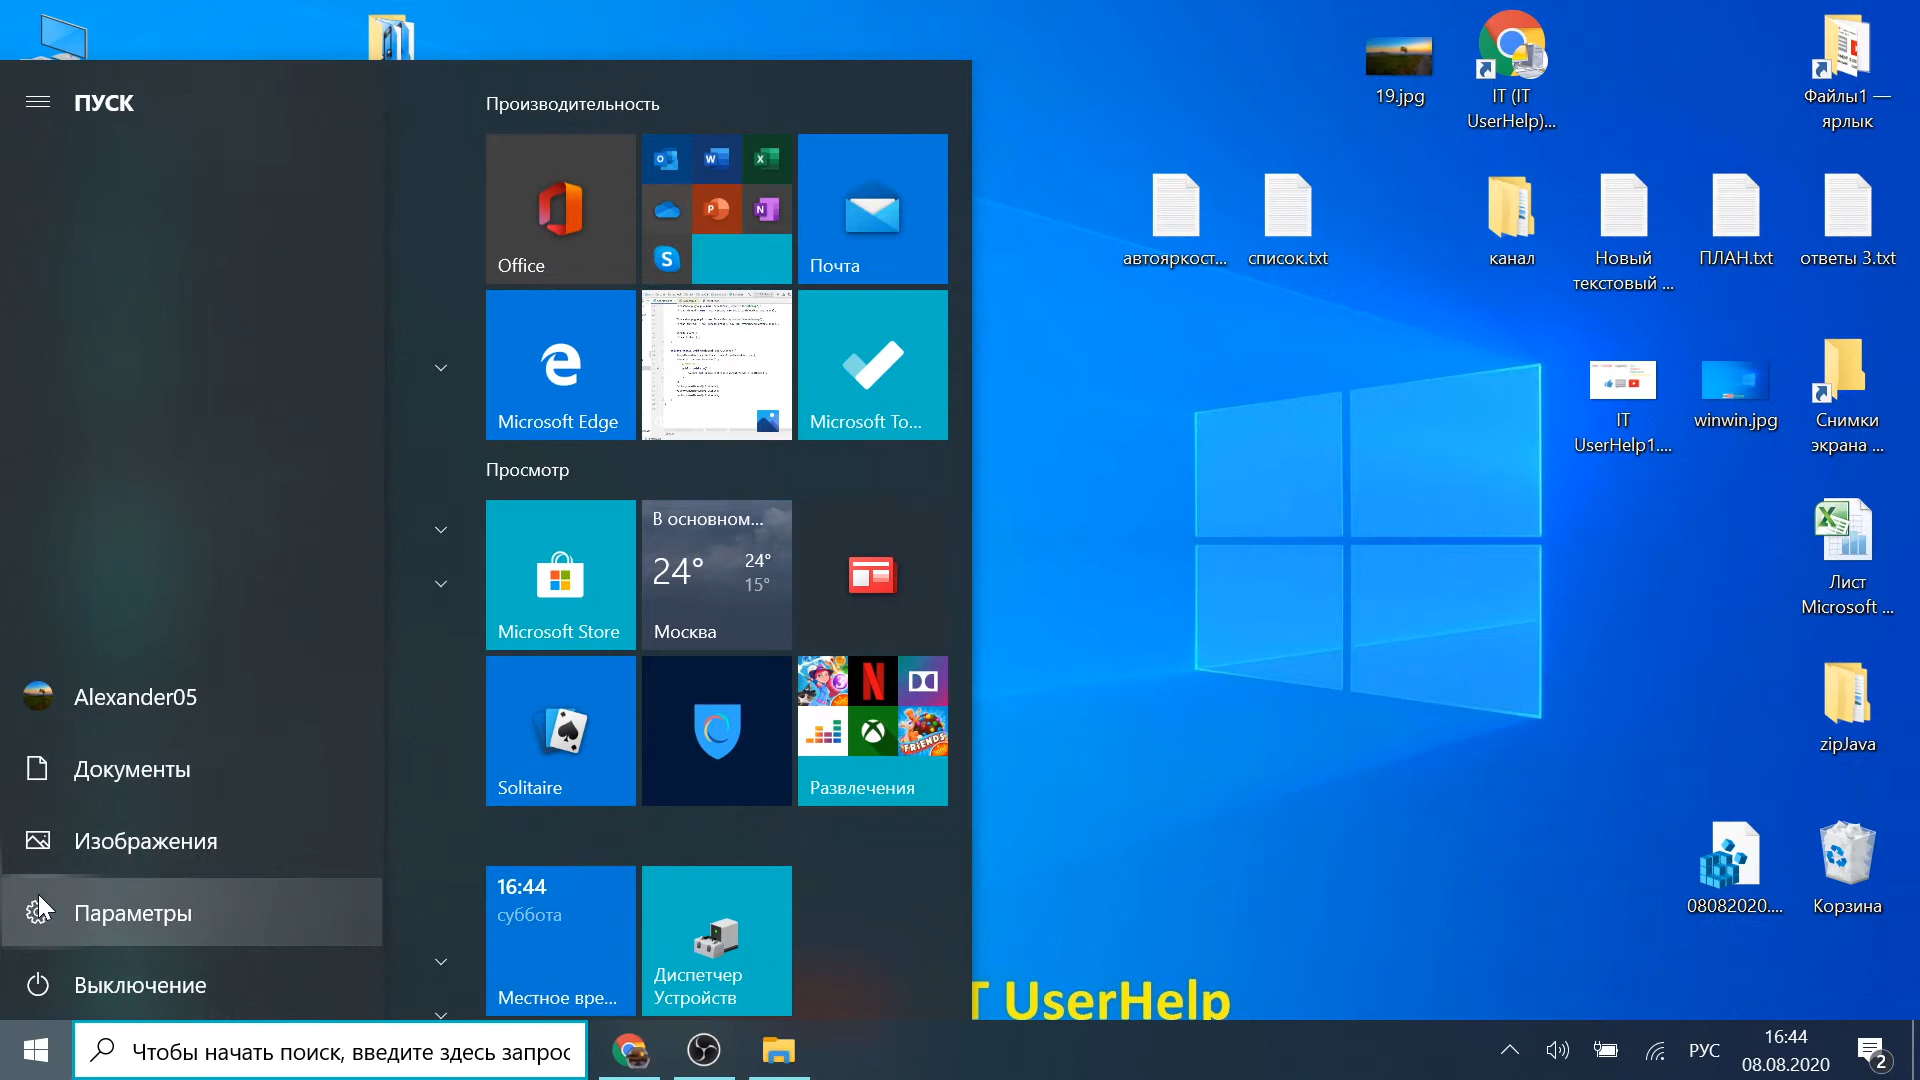 ПУСК
Производительность
Office
Почта
Microsoft Edge
Microsoft To...
Просмотр
Microsoft Store
В основном...
24°
24°
15°
Москва
Solitaire
Развлечения
16:44
суббота
Местное вре...
Диспетчер
Устройств
Alexander05
Документы
Изображения
Параметры
Выключение
19.jpg
IT (IT
UserHelp)...
Файлы1 —
ярлык
автояркост...
список.txt
канал
Новый
текстовый ...
ПЛАН.txt
ответы 3.txt
IT
UserHelp1....
winwin.jpg
Снимки
экрана ...
Лист
Microsoft ...
zipJava
08082020....
Корзина
T UserHelp
Чтобы начать поиск, введите здесь запрос
РУС
16:44
08.08.2020
2